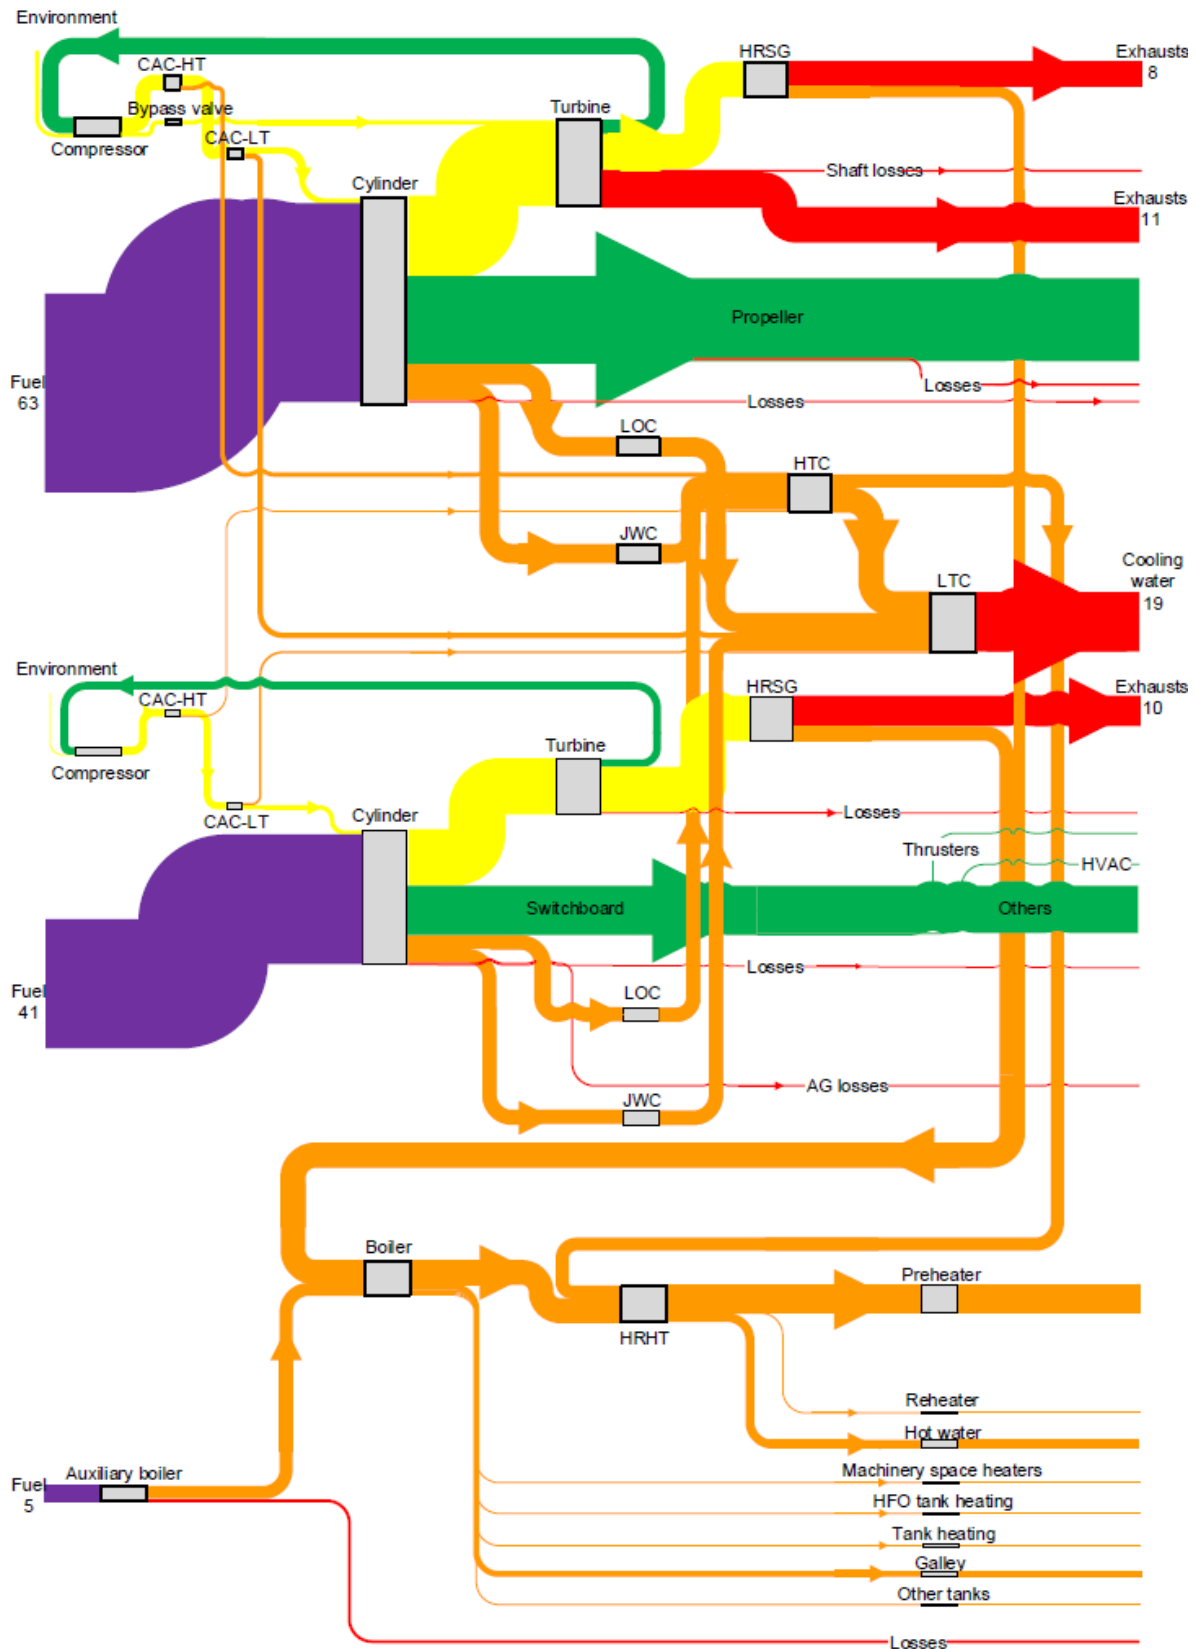 Environment
CAC-HT
Bypass valve
Compressor
CAC-LT
Cylinder
Turbine
HRSG
Exhausts
8
Shaft losses
Exhausts
11
Propeller
Losses
Losses
Fuel
63
LOC
HTC
JWC
LTC
Cooling
water
19
Environment
CAC-HT
Compressor
CAC-LT
Cylinder
Turbine
HRSG
Exhausts
10
Losses
Thrusters
HVAC
Switchboard
Others
Losses
Fuel
41
LOC
AG losses
JWC
Boiler
Preheater
HRHT
Reheater
Hot water
Auxiliary boiler
Fuel
5
Machinery space heaters
HFO tank heating
Tank heating
Galley
Other tanks
Losses